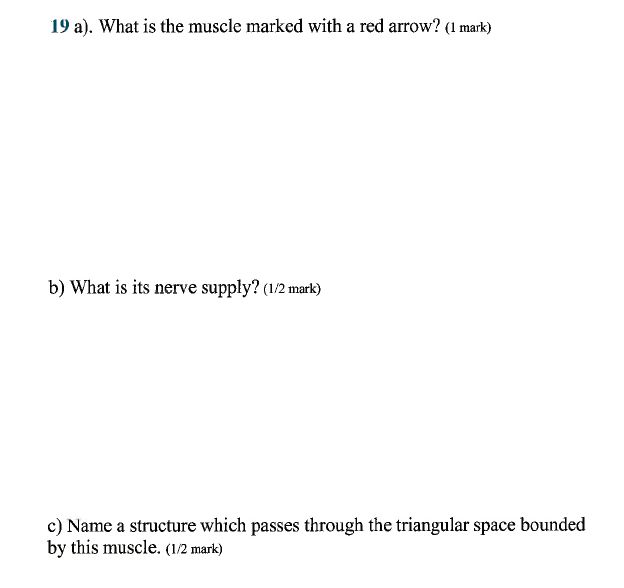 19 a). What is the muscle marked with a red arrow? (1 mark)
b) What is its nerve supply? (1/2 mark)
c) Name a structure which passes through the triangular space bounded
by this muscle. (1/2 mark)